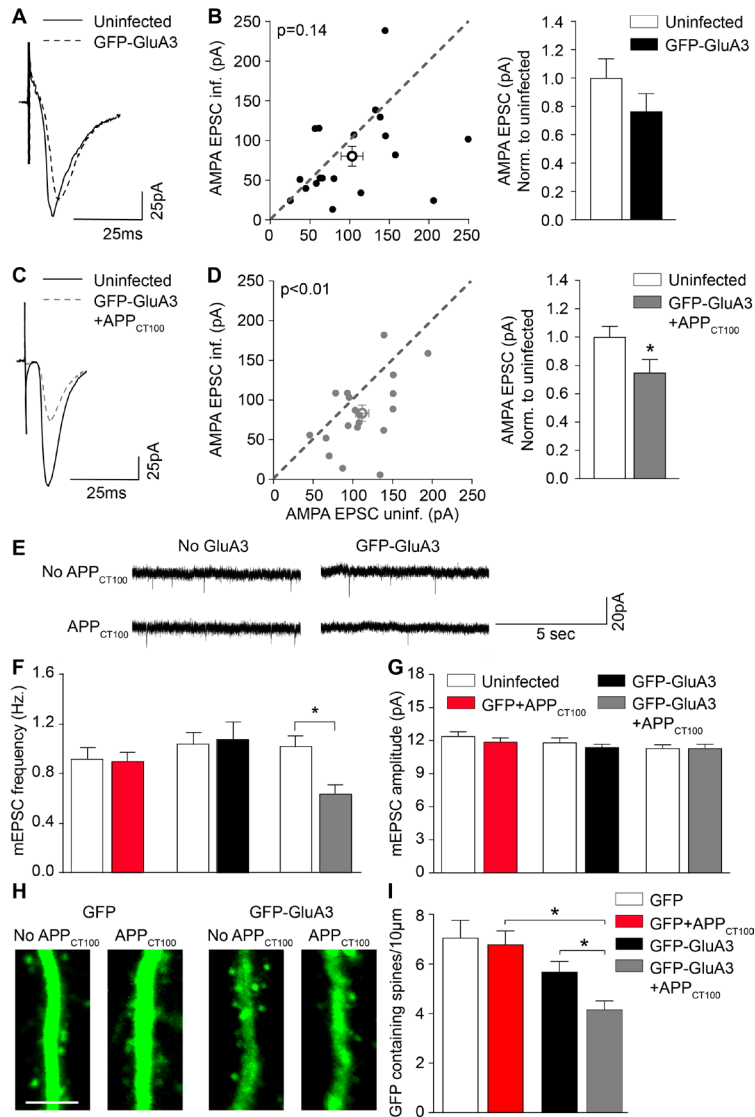 A
Uninfected
GFP-GluA3
25pA
25ms
B
p=0.14
AMPA EPSC inf. (pA)
250
200
150
100
50
0
0 50 100 150 200 250
AMPA EPSC (pA)
Norm. to uninfected
1.4
1.2
1.0
0.8
0.6
0.4
0.2
0.0
Uninfected
GFP-GluA3
C
Uninfected
GFP-GluA3
+APPCT100
25pA
25ms
D
p<0.01
AMPA EPSC inf. (pA)
250
200
150
100
50
0
0 50 100 150 200 250
AMPA EPSC uninf. (pA)
AMPA EPSC (pA)
Norm. to uninfected
1.4
1.2
1.0
0.8
0.6
0.4
0.2
0.0
Uninfected
GFP-GluA3
+APPCT100
*
E
No GluA3 GFP-GluA3
No APPCT100
APPCT100
20pA
5 sec
F
mEPSC frequency (Hz.)
1.6
1.2
0.8
0.4
0.0
*
G
mEPSC amplitude (pA)
18
15
12
9
6
3
0
Uninfected
GFP+APPCT100
GFP-GluA3
GFP-GluA3
+APPCT100
H
GFP GFP-GluA3
No APPCT100 APPCT100 No APPCT100 APPCT100
I
GFP containing spines/10μm
8
6
4
2
0
*
*
GFP
GFP+APPCT100
GFP-GluA3
GFP-GluA3
+APPCT100